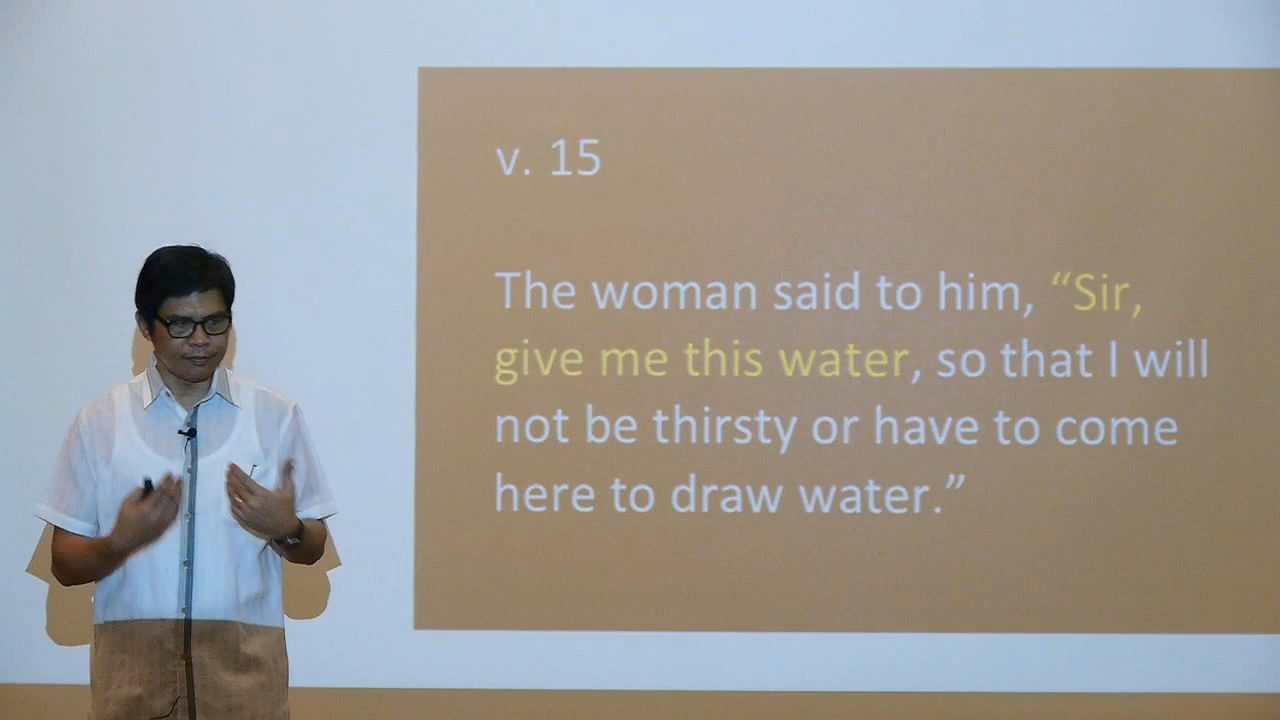 v. 15
The woman said to him, “Sir,
give me this water, so that I will
not be thirsty or have to come
here to draw water.”